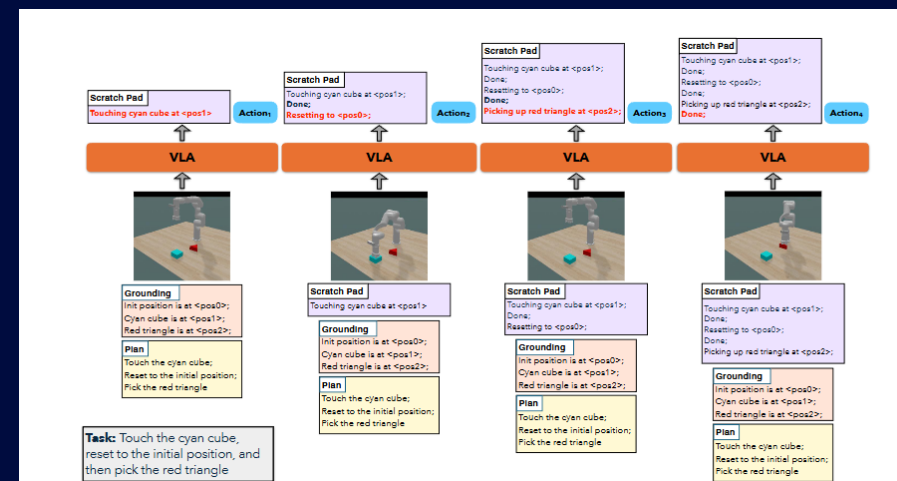 Scratch Pad
Touching cyan cube at <pos1>
Action1
VLA
Grounding
Init position is at <pos0>;
Cyan cube is at <pos1>;
Red triangle is at <pos2>;
Plan
Touch the cyan cube;
Reset to the initial position;
Pick the red triangle
Task: Touch the cyan cube,
reset to the initial position, and
then pick the red triangle
Scratch Pad
Touching cyan cube at <pos1>;
Done;
Resetting to <pos0>;
Action2
VLA
Scratch Pad
Touching cyan cube at <pos1>
Grounding
Init position is at <pos0>;
Cyan cube is at <pos1>;
Red triangle is at <pos2>;
Plan
Touch the cyan cube;
Reset to the initial position;
Pick the red triangle
Scratch Pad
Touching cyan cube at <pos1>;
Done;
Resetting to <pos0>;
Done;
Picking up red triangle at <pos2>;
Action3
VLA
Scratch Pad
Touching cyan cube at <pos1>;
Done;
Resetting to <pos0>;
Grounding
Init position is at <pos0>;
Cyan cube is at <pos1>;
Red triangle is at <pos2>;
Plan
Touch the cyan cube;
Reset to the initial position;
Pick the red triangle
Scratch Pad
Touching cyan cube at <pos1>;
Done;
Resetting to <pos0>;
Done;
Picking up red triangle at <pos2>;
Done;
Action4
VLA
Scratch Pad
Touching cyan cube at <pos1>;
Done;
Resetting to <pos0>;
Done;
Picking up red triangle at <pos2>;
Grounding
Init position is at <pos0>;
Cyan cube is at <pos1>;
Red triangle is at <pos2>;
Plan
Touch the cyan cube;
Reset to the initial position;
Pick the red triangle